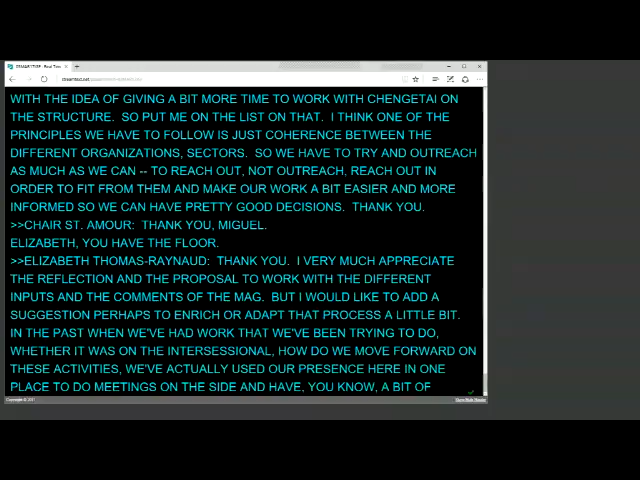 WITH THE IDEA OF GIVING A BIT MORE TIME TO WORK WITH CHENGETAI ON
THE STRUCTURE.  SO PUT ME ON THE LIST ON THAT.  I THINK ONE OF THE
PRINCIPLES WE HAVE TO FOLLOW IS JUST COHERENCE BETWEEN THE
DIFFERENT ORGANIZATIONS, SECTORS.  SO WE HAVE TO TRY AND OUTREACH
AS MUCH AS WE CAN -- TO REACH OUT, NOT OUTREACH, REACH OUT IN
ORDER TO FIT FROM THEM AND MAKE OUR WORK A BIT EASIER AND MORE
INFORMED SO WE CAN HAVE PRETTY GOOD DECISIONS.  THANK YOU.
>>CHAIR ST. AMOUR:  THANK YOU, MIGUEL.
ELIZABETH, YOU HAVE THE FLOOR.
>>ELIZABETH THOMAS-RAYNAUD:  THANK YOU.  I VERY MUCH APPRECIATE
THE REFLECTION AND THE PROPOSAL TO WORK WITH THE DIFFERENT
INPUTS AND THE COMMENTS OF THE MAG.  BUT I WOULD LIKE TO ADD A
SUGGESTION PERHAPS TO ENRICH OR ADAPT THAT PROCESS A LITTLE BIT.
IN THE PAST WHEN WE'VE HAD WORK THAT WE'VE BEEN TRYING TO DO,
WHETHER IT WAS ON THE INTERSESSIONAL, HOW DO WE MOVE FORWARD ON
THESE ACTIVITIES, WE'VE ACTUALLY USED OUR PRESENCE HERE IN ONE
PLACE TO DO MEETINGS ON THE SIDE AND HAVE, YOU KNOW, A BIT OF